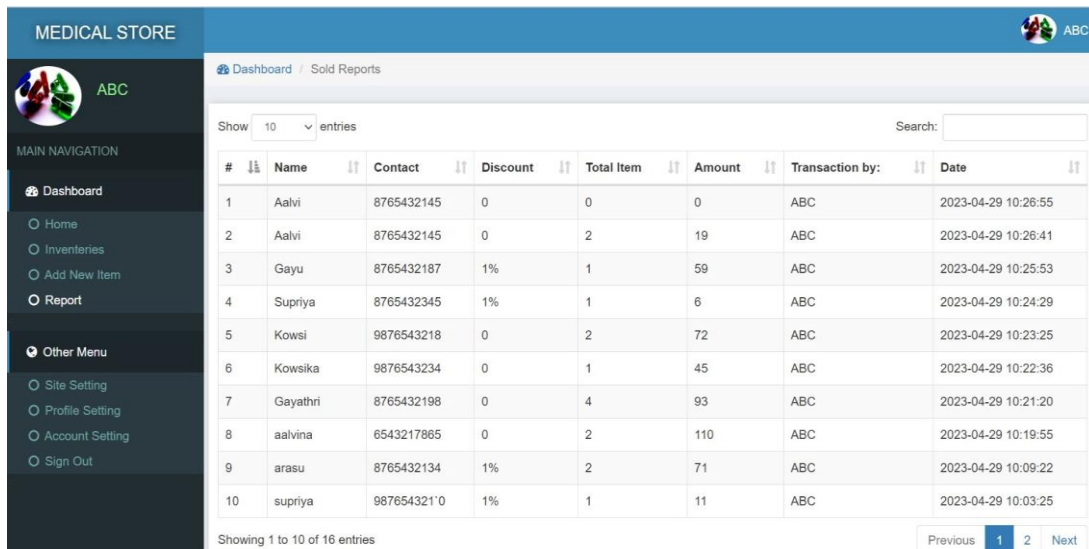 MEDICAL STORE
ABC
ABC
MAIN NAVIGATION
Dashboard
Home
Inventeries
Add New Item
Report
Other Menu
Site Setting
Profile Setting
Account Setting
Sign Out
Dashboard / Sold Reports
Show 10 entries Search:
# Name Contact Discount Total Item Amount Transaction by: Date
1 Aalvi 8765432145 0 0 0 ABC 2023-04-29 10:26:55
2 Aalvi 8765432145 0 2 19 ABC 2023-04-29 10:26:41
3 Gayu 8765432187 1% 1 59 ABC 2023-04-29 10:25:53
4 Supriya 8765432345 1% 1 6 ABC 2023-04-29 10:24:29
5 Kowsi 9876543218 0 2 72 ABC 2023-04-29 10:23:25
6 Kowsika 9876543234 0 1 45 ABC 2023-04-29 10:22:36
7 Gayathri 8765432198 0 4 93 ABC 2023-04-29 10:21:20
8 aalvina 6543217865 0 2 110 ABC 2023-04-29 10:19:55
9 arasu 8765432134 1% 2 71 ABC 2023-04-29 10:09:22
10 supriya 987654321`0 1% 1 11 ABC 2023-04-29 10:03:25
Showing 1 to 10 of 16 entries Previous 1 2 Next